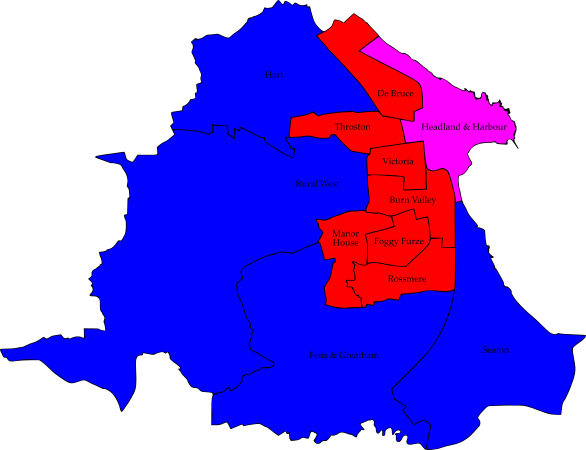 Hart
De Bruce
Throston
Headland & Harbour
Victoria
Rural West
Burn Valley
Manor
House
Foggy Furze
Rossmere
Fens & Greatham
Seaton